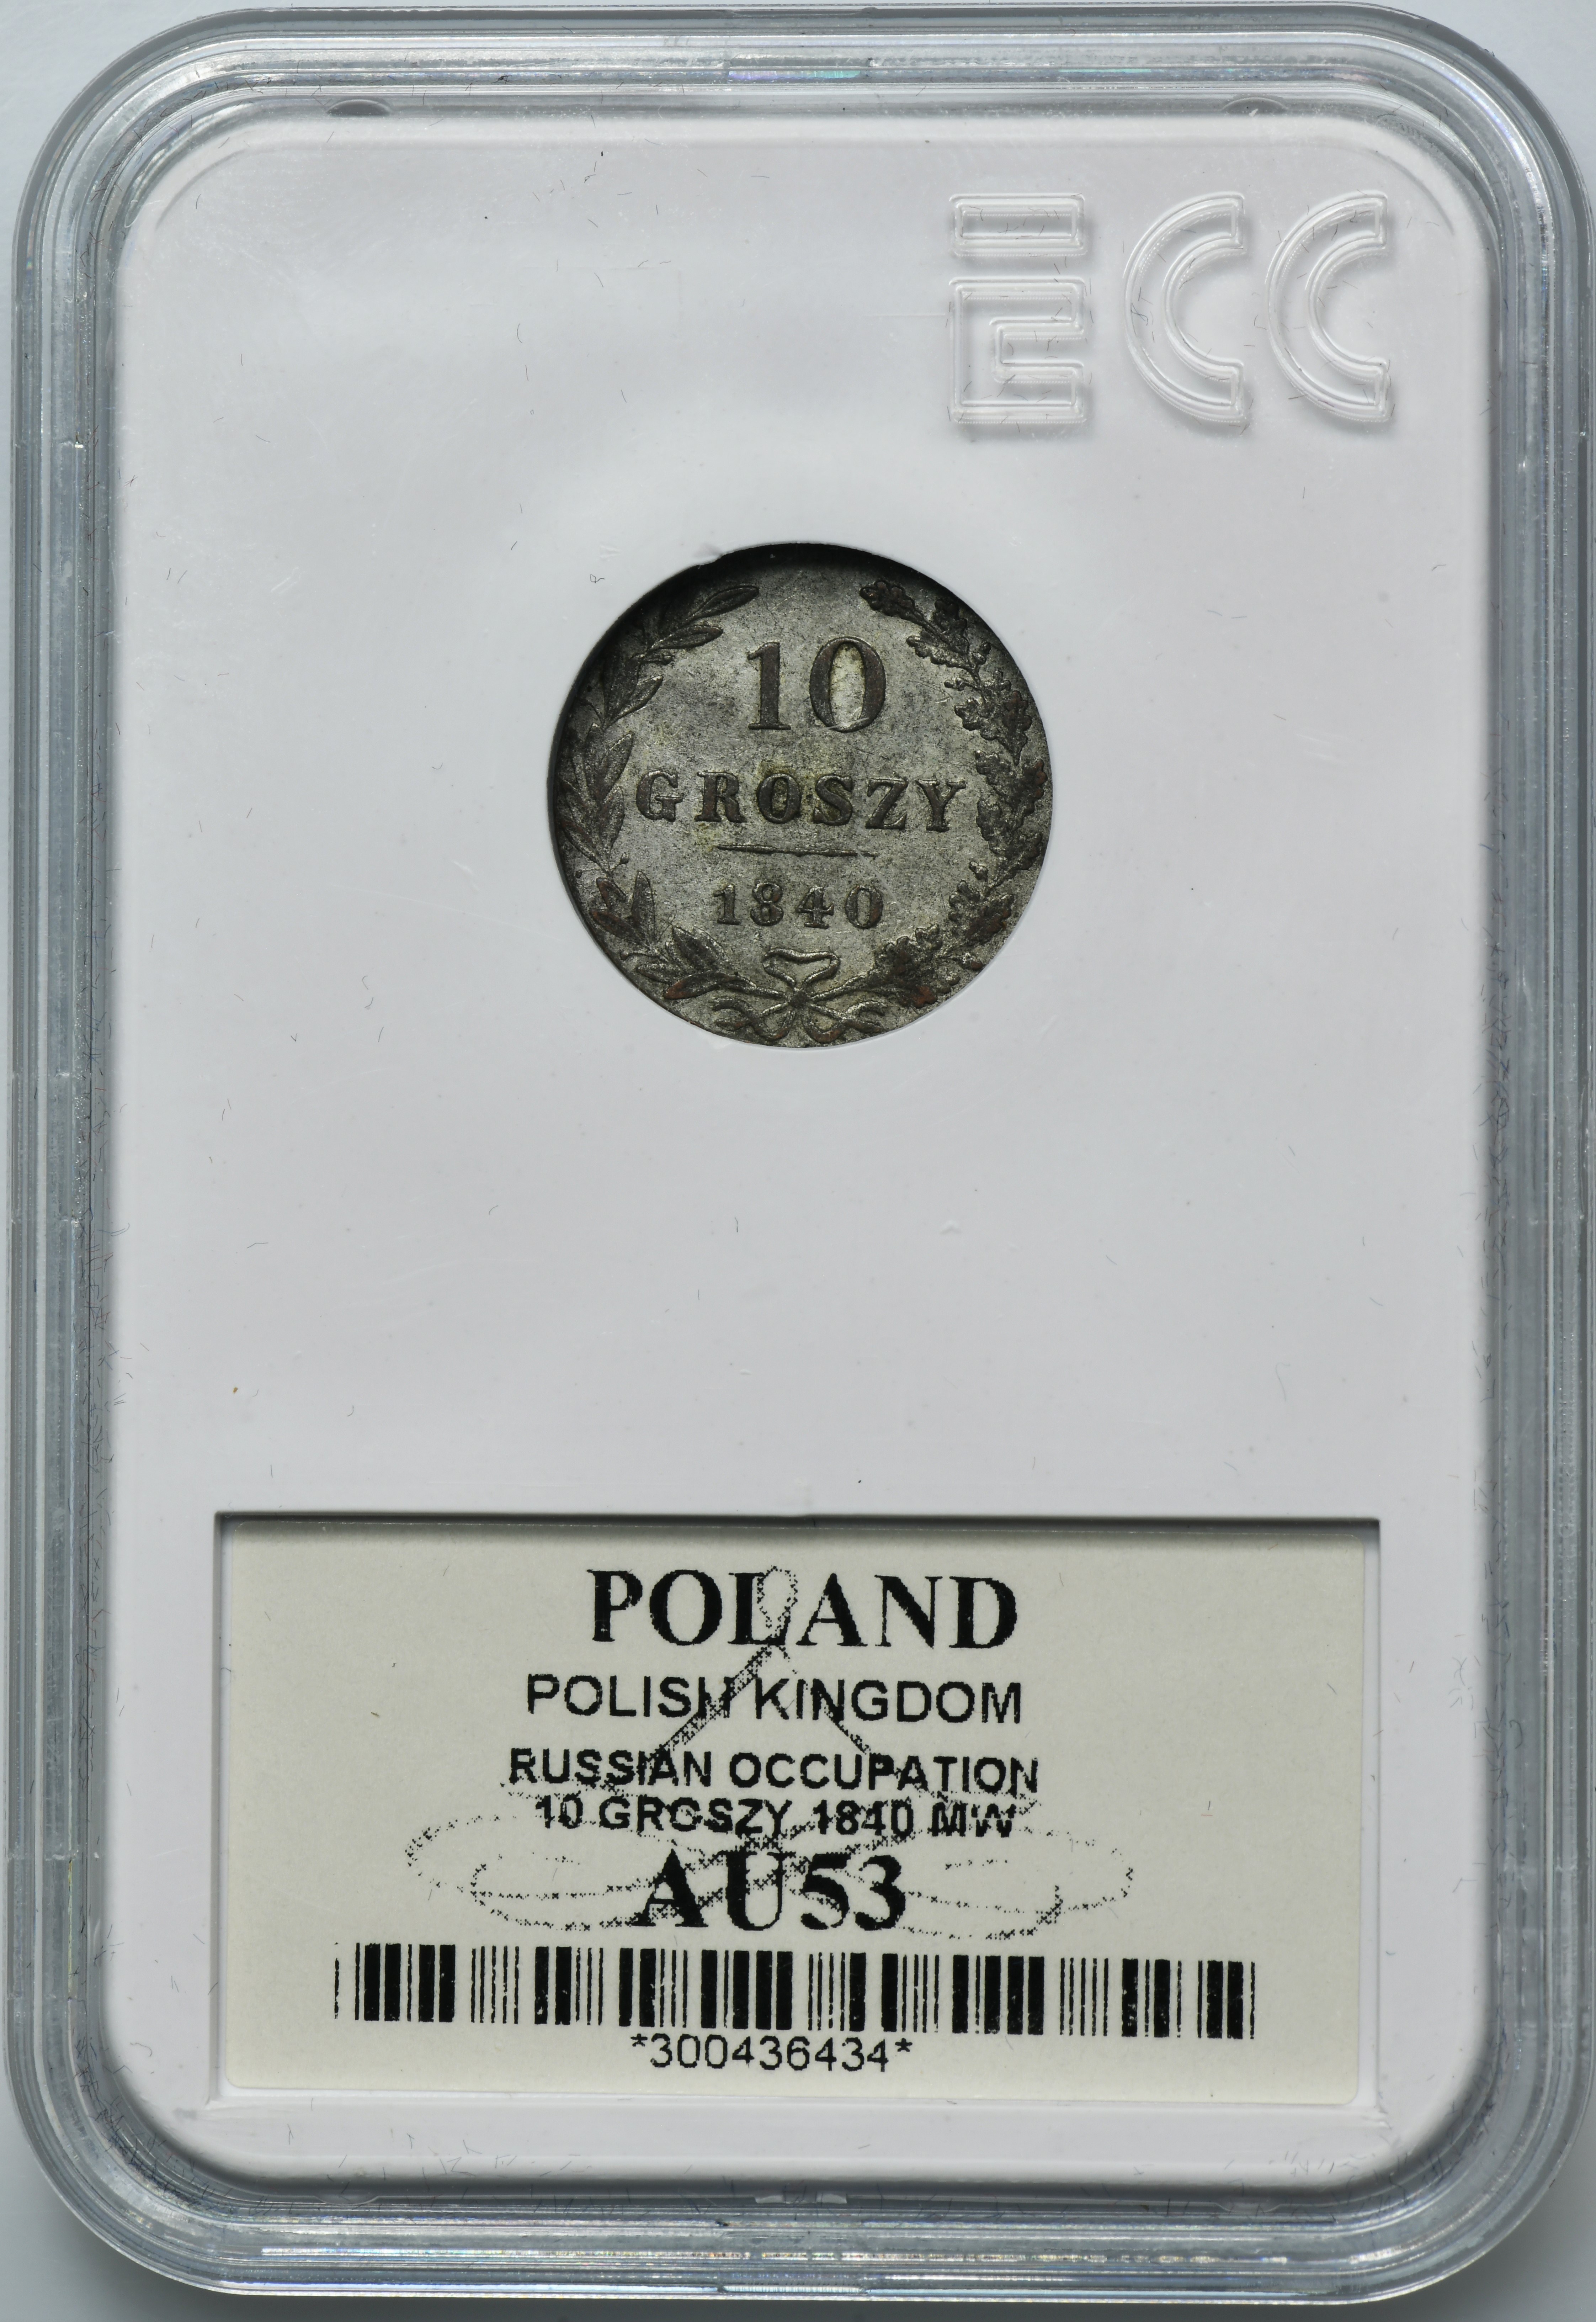 ECC
10
GROSZY
1840
POLAND
POLISH KINGDOM
RUSSIAN OCCUPATION
10 GROSZY 1840 MW
AU53
*300436434*